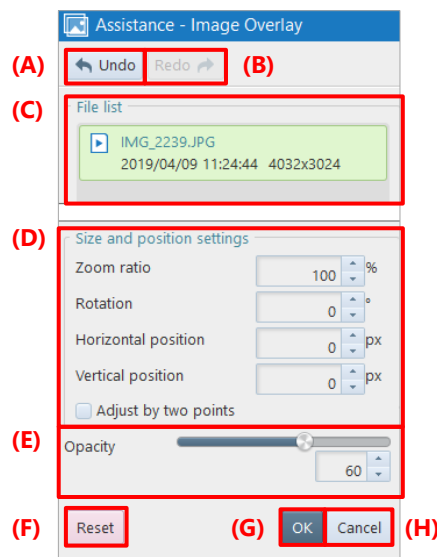 Assistance - Image Overlay
(A) Undo Redo (B)
(C) File list
IMG_2239.JPG
2019/04/09 11:24:44 4032x3024
(D) Size and position settings
Zoom ratio 100 %
Rotation 0 °
Horizontal position 0 px
Vertical position 0 px
Adjust by two points
(E) Opacity
60
(F) Reset (G) OK Cancel (H)